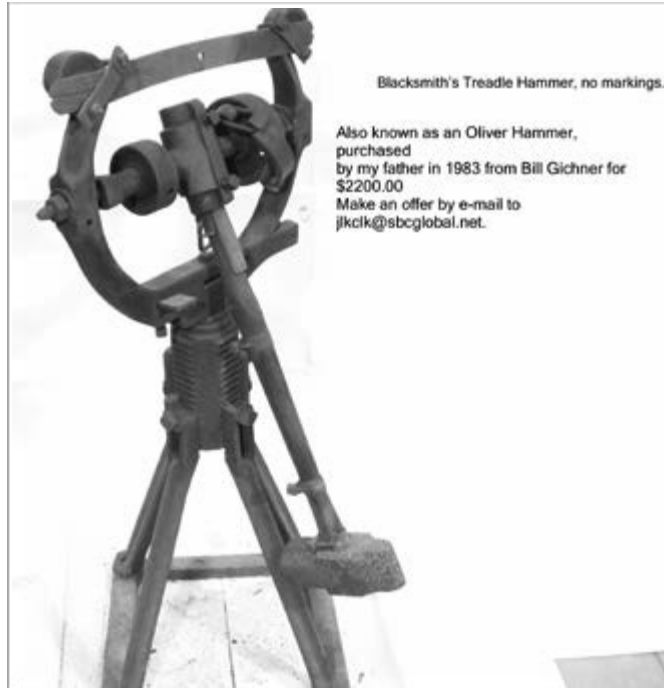 Blacksmith's Treadle Hammer, no markings.
Also known as an Oliver Hammer,
purchased
by my father in 1983 from Bill Gichner for
$2200.00
Make an offer by e-mail to
jlkclk@sbcglobal.net.